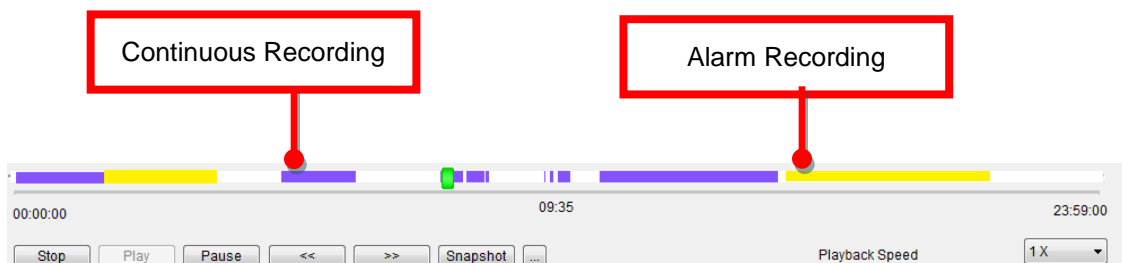 Continuous Recording
Alarm Recording
00:00:00
09:35
23:59:00
Stop
Play
Pause
<<
>>
Snapshot
...
Playback Speed
1 X